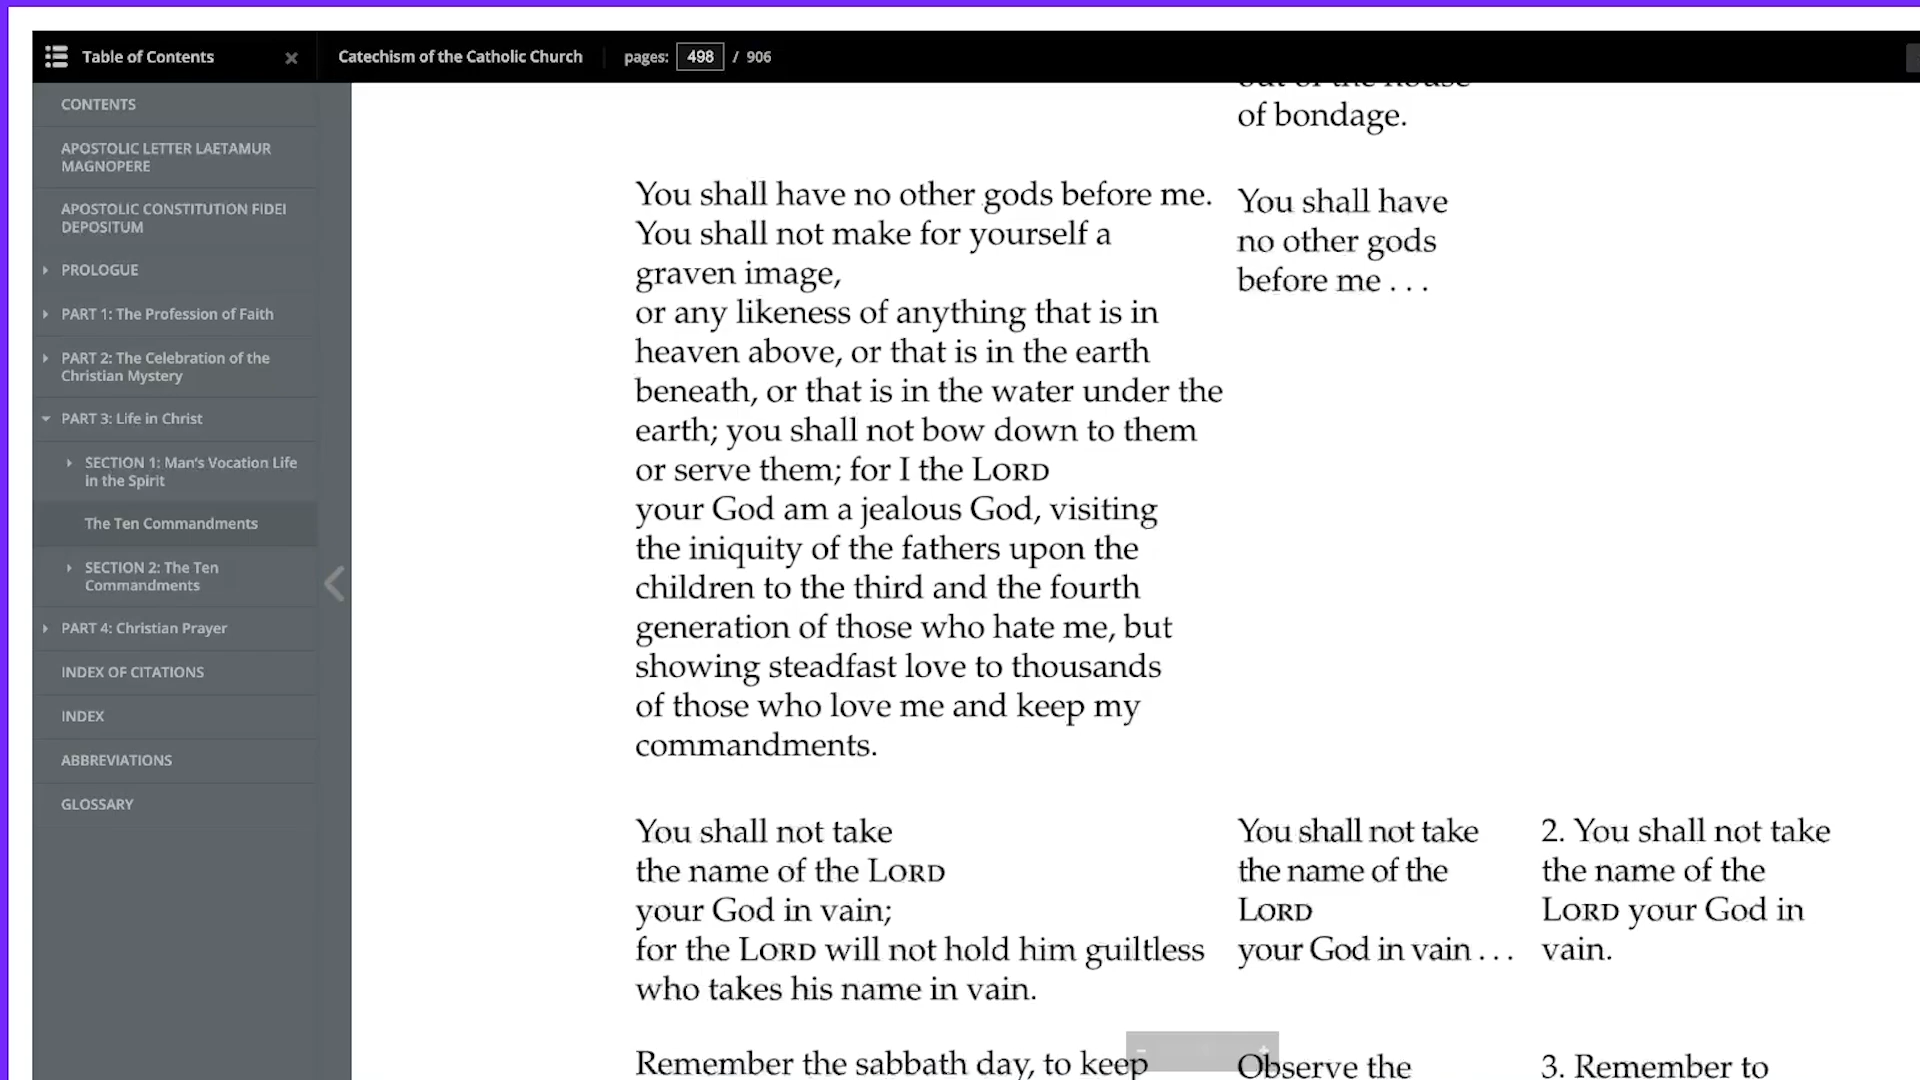 Table of Contents
Catechism of the Catholic Church
pages: 498 / 906
CONTENTS
APOSTOLIC LETTER LAETAMUR
MAGNOPERE
APOSTOLIC CONSTITUTION FIDEI
DEPOSITUM
PROLOGUE
PART 1: The Profession of Faith
PART 2: The Celebration of the
Christian Mystery
PART 3: Life in Christ
SECTION 1: Man's Vocation Life
in the Spirit
The Ten Commandments
SECTION 2: The Ten
Commandments
PART 4: Christian Prayer
INDEX OF CITATIONS
INDEX
ABBREVIATIONS
GLOSSARY
You shall have no other gods before me.
You shall not make for yourself a
graven image,
or any likeness of anything that is in
heaven above, or that is in the earth
beneath, or that is in the water under the
earth; you shall not bow down to them
or serve them; for I the LORD
your God am a jealous God, visiting
the iniquity of the fathers upon the
children to the third and the fourth
generation of those who hate me, but
showing steadfast love to thousands
of those who love me and keep my
commandments.
You shall not take
the name of the LORD
your God in vain;
for the LORD will not hold him guiltless
who takes his name in vain.
Remember the sabbath day, to keep
out of the house
of bondage.
You shall have
no other gods
before me . . .
You shall not take
the name of the
LORD
your God in vain . . .
Observe the
2. You shall not take
the name of the
LORD your God in
vain.
3. Remember to